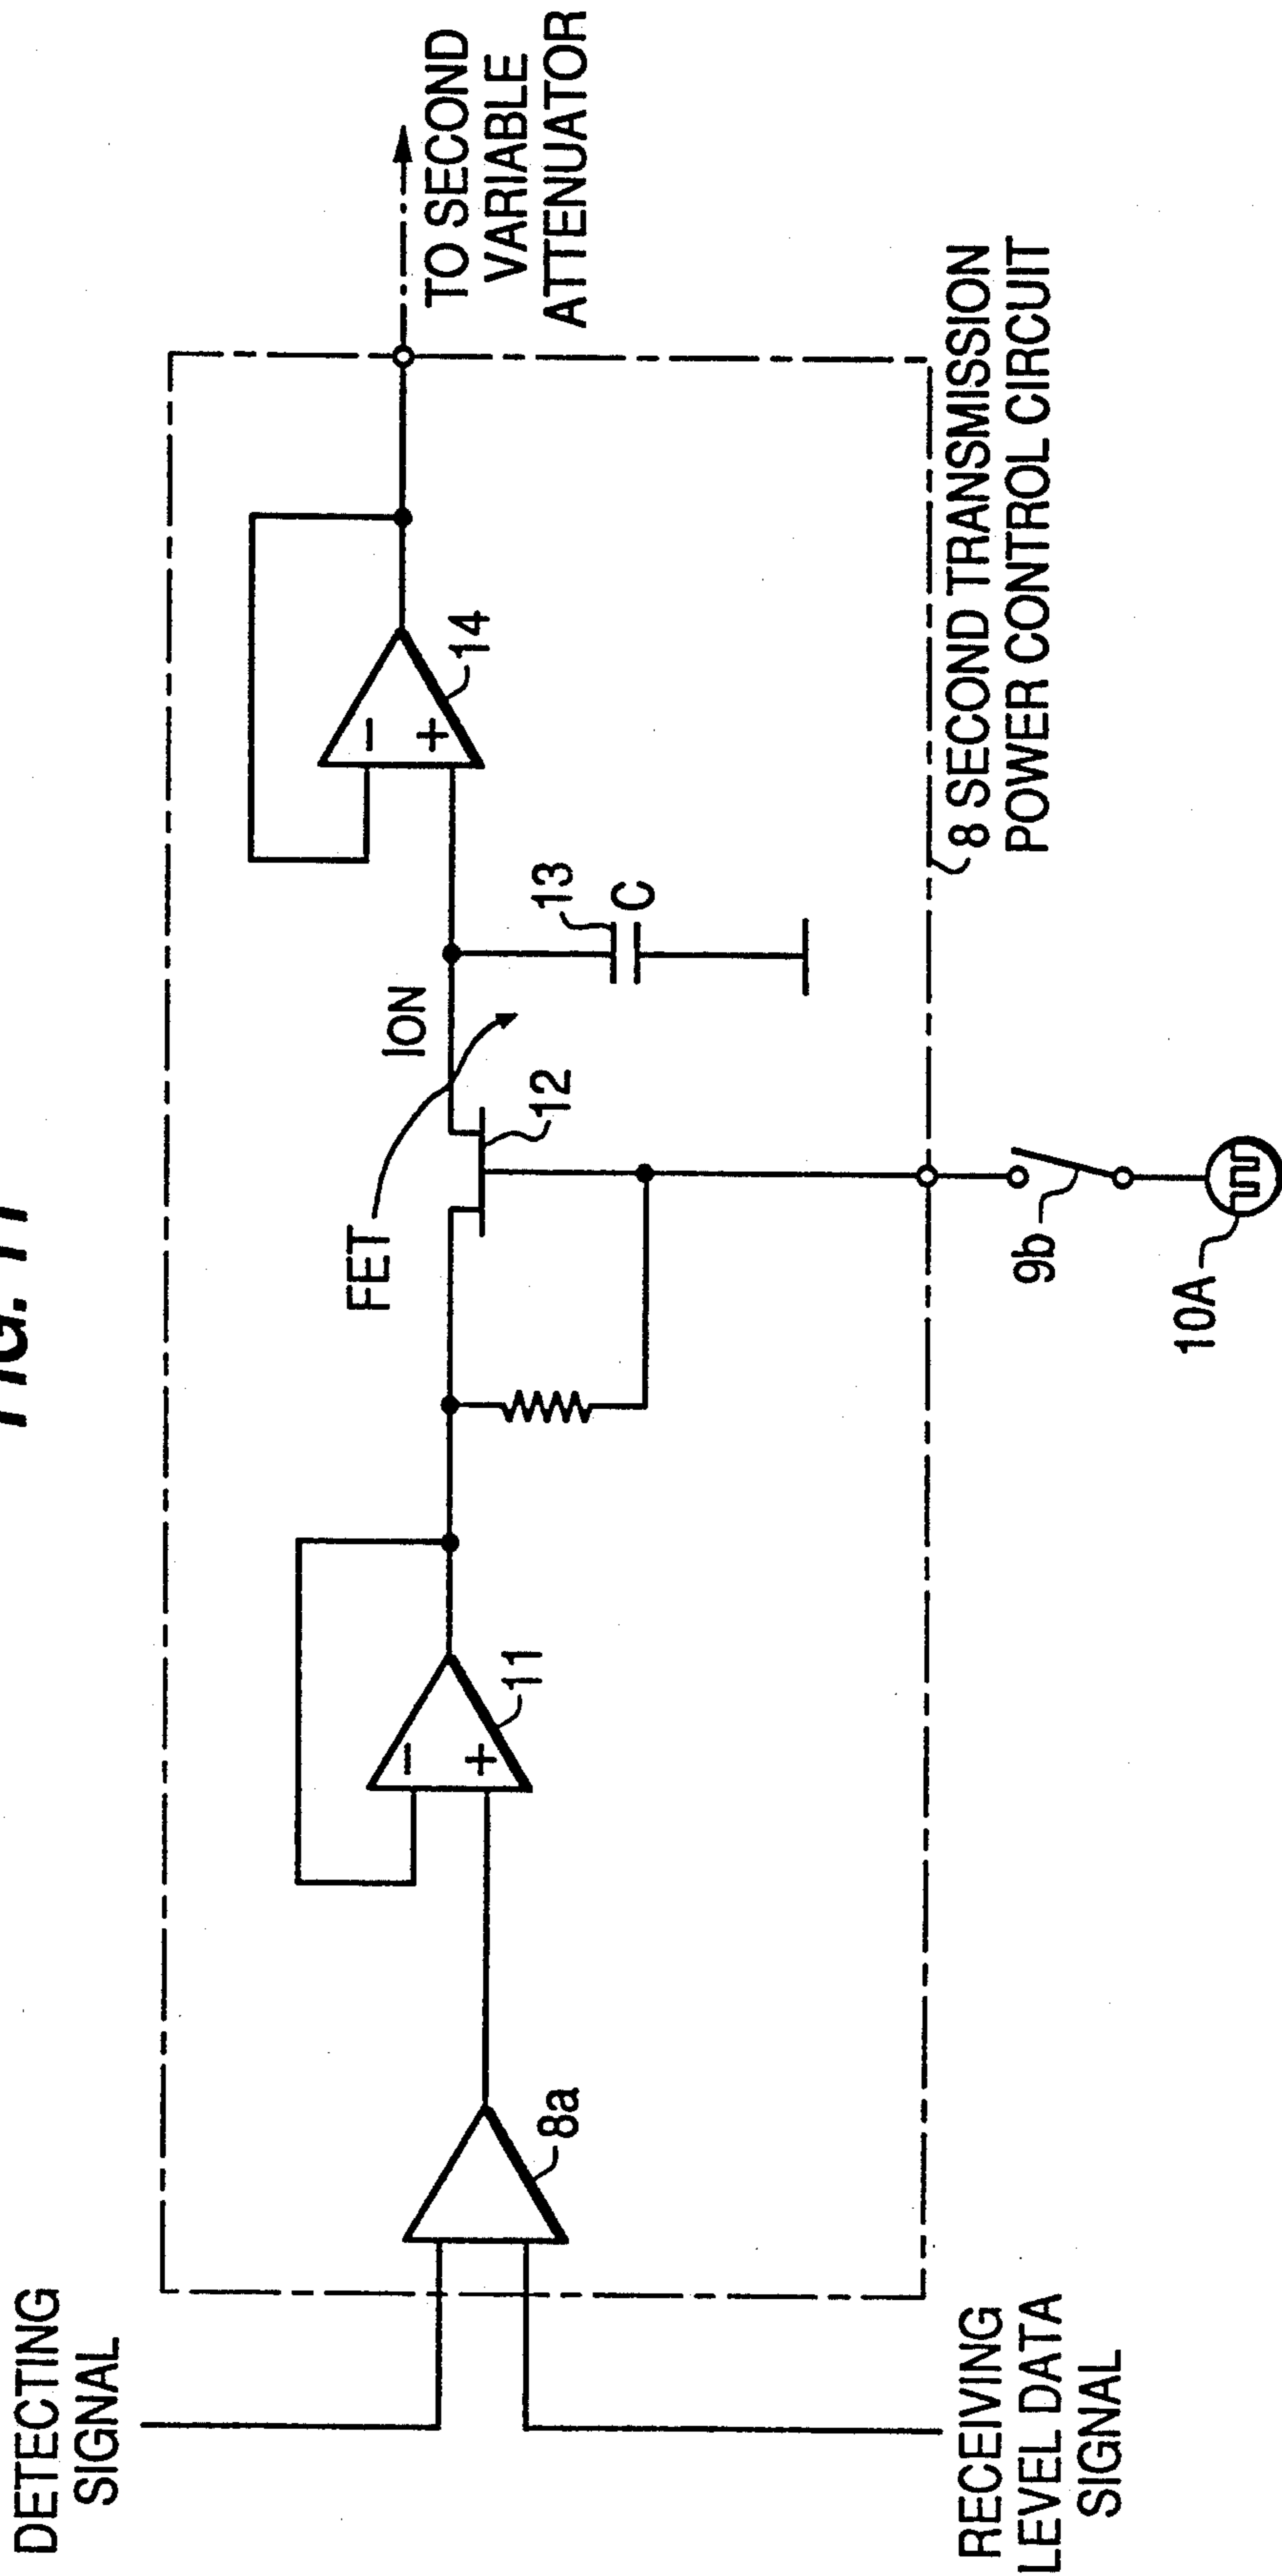 FIG. 11
DETECTING
SIGNAL
RECEIVING
LEVEL DATA
SIGNAL
8a
-
+
11
FET
ION
12
13
C
-
+
14
TO SECOND
VARIABLE
ATTENUATOR
8 SECOND TRANSMISSION
POWER CONTROL CIRCUIT
9b
10A